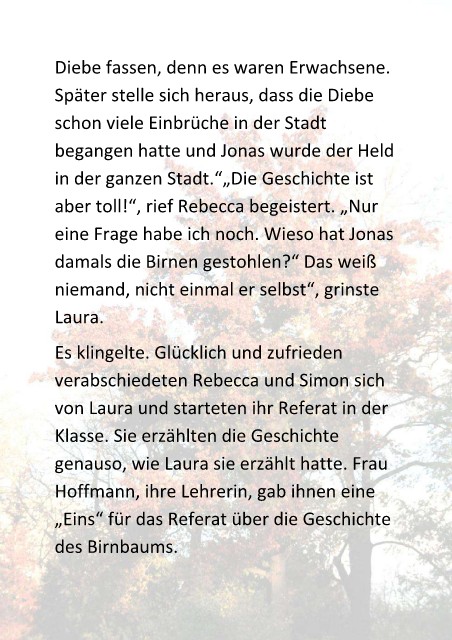 Diebe fassen, denn es waren Erwachsene.
Später stelle sich heraus, dass die Diebe
schon viele Einbrüche in der Stadt
begangen hatte und Jonas wurde der Held
in der ganzen Stadt.“„Die Geschichte ist
aber toll!“, rief Rebecca begeistert. „Nur
eine Frage habe ich noch. Wieso hat Jonas
damals die Birnen gestohlen?“ Das weiß
niemand, nicht einmal er selbst“, grinste
Laura.
Es klingelte. Glücklich und zufrieden
verabschiedeten Rebecca und Simon sich
von Laura und starteten ihr Referat in der
Klasse. Sie erzählten die Geschichte
genauso, wie Laura sie erzählt hatte. Frau
Hoffmann, ihre Lehrerin, gab ihnen eine
„Eins“ für das Referat über die Geschichte
des Birnbaums.